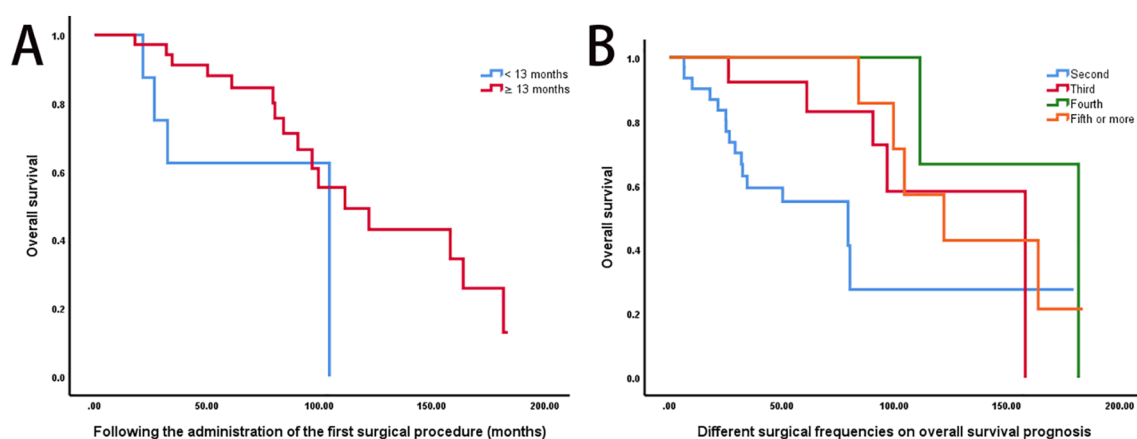 A
< 13 months
≥ 13 months
Overall survival
1.0
0.8
0.6
0.4
0.2
0.0
.00
50.00
100.00
150.00
200.00
Following the administration of the first surgical procedure (months)
B
Second
Third
Fourth
Fifth or more
Overall survival
1.0
0.8
0.6
0.4
0.2
0.0
.00
50.00
100.00
150.00
200.00
Different surgical frequencies on overall survival prognosis